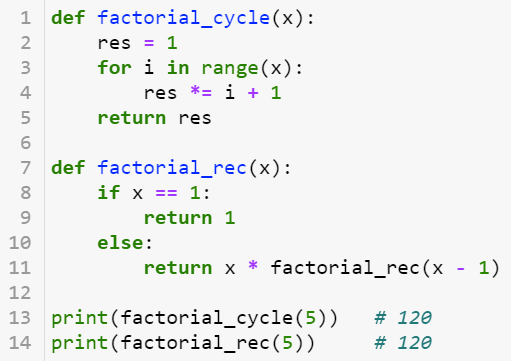 1 def factorial_cycle(x):
2     res = 1
3     for i in range(x):
4         res *= i + 1
5     return res
6
7 def factorial_rec(x):
8     if x == 1:
9         return 1
10     else:
11         return x * factorial_rec(x - 1)
12
13 print(factorial_cycle(5))   # 120
14 print(factorial_rec(5))     # 120